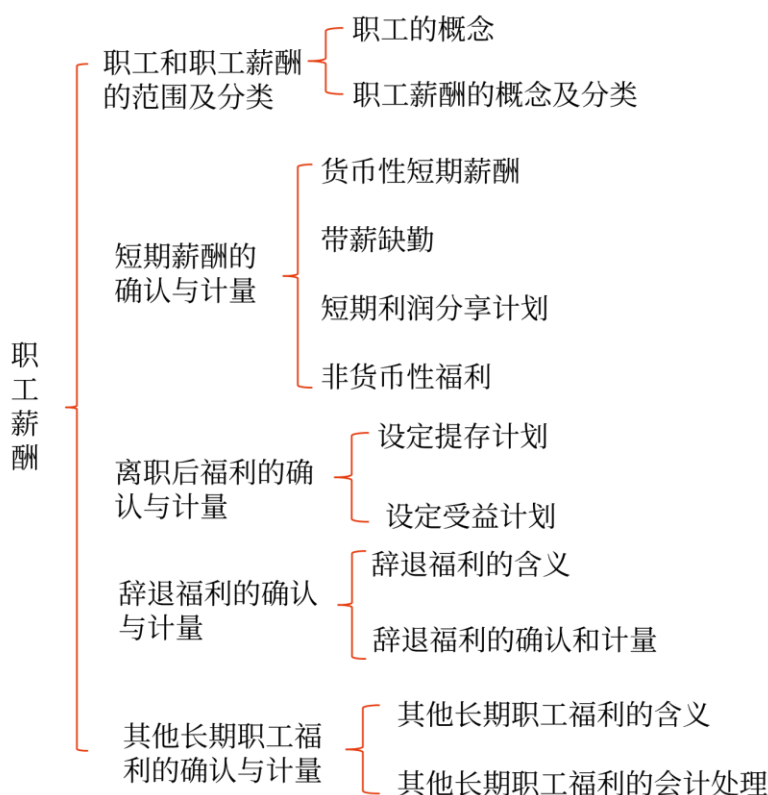 职工薪酬
职工和职工薪酬
的范围及分类
职工的概念
职工薪酬的概念及分类
短期薪酬的
确认与计量
货币性短期薪酬
带薪缺勤
短期利润分享计划
非货币性福利
离职后福利的确
认与计量
设定提存计划
设定受益计划
辞退福利的确认
与计量
辞退福利的含义
辞退福利的确认和计量
其他长期职工福
利的确认与计量
其他长期职工福利的含义
其他长期职工福利的会计处理